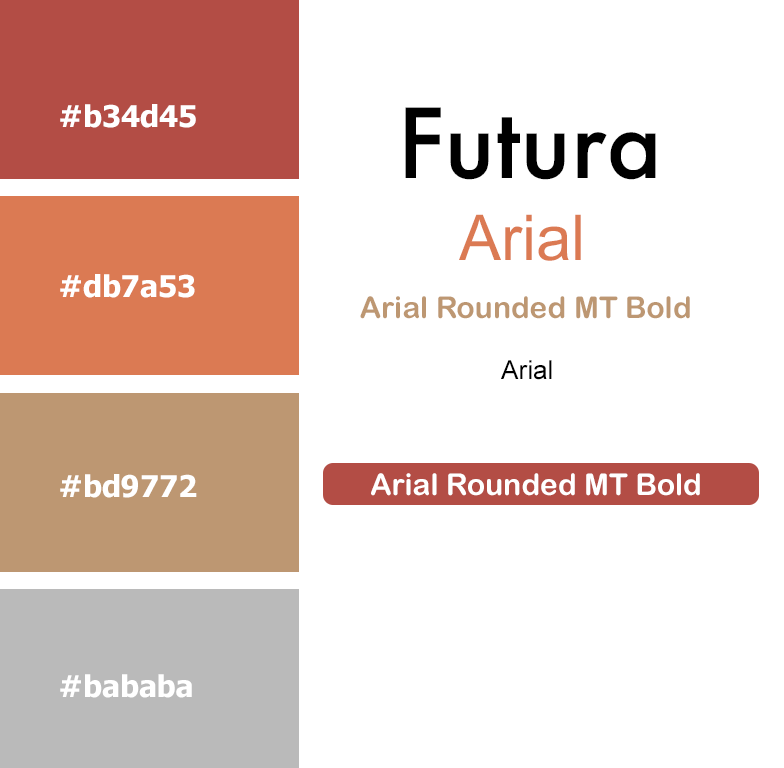 #b34d45
#db7a53
#bd9772
#bababa
Futura
Arial
Arial Rounded MT Bold
Arial
Arial Rounded MT Bold